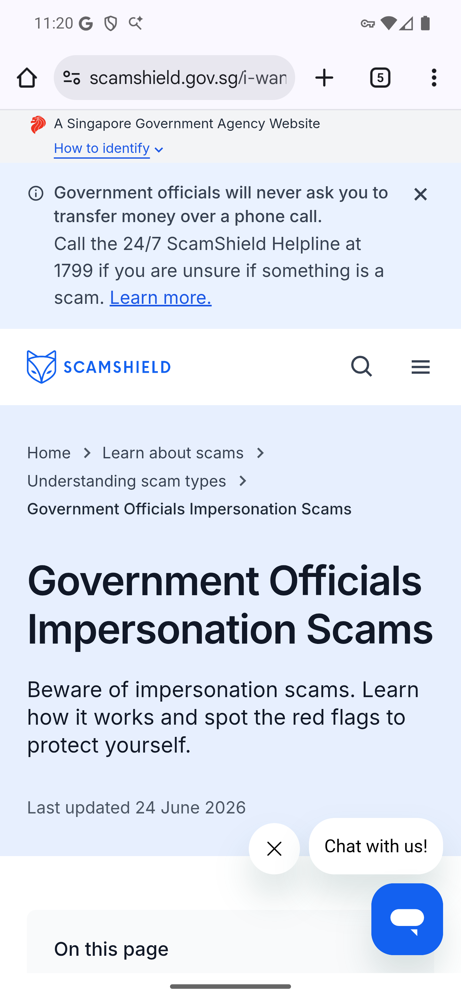 11:20
scamshield.gov.sg/i-wan
5
A Singapore Government Agency Website
How to identify
Government officials will never ask you to
transfer money over a phone call.
Call the 24/7 ScamShield Helpline at
1799 if you are unsure if something is a
scam. Learn more.
SCAMSHIELD
Home > Learn about scams >
Understanding scam types >
Government Officials Impersonation Scams
Government Officials
Impersonation Scams
Beware of impersonation scams. Learn
how it works and spot the red flags to
protect yourself.
Last updated 24 June 2026
Chat with us!
On this page